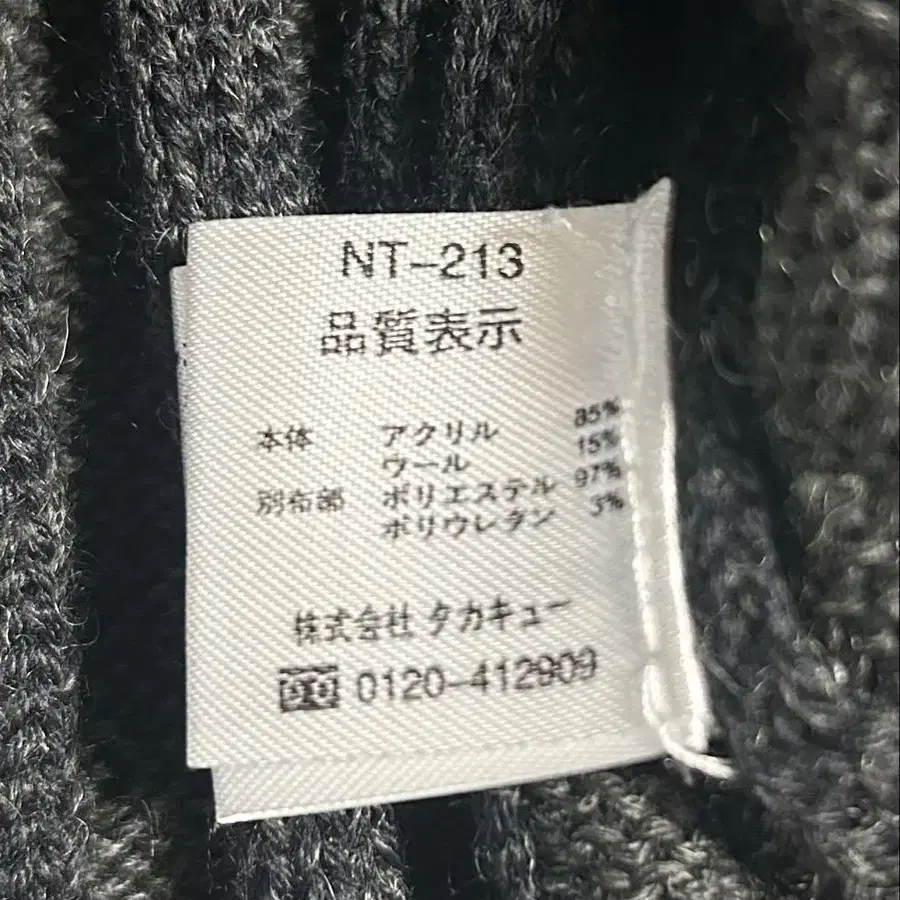 NT-213
品質表示
本体 アクリル 85%
ウール 15%
別布部 ポリエステル 97%
ポリウレタン 3%
株式会社 タカキュー
0120-412909